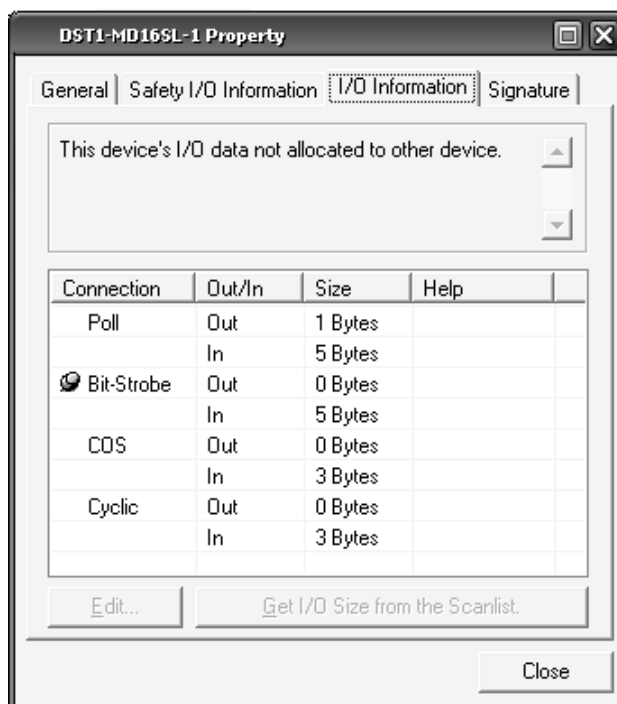 DST1-MD16SL-1 Property
General Safety I/O Information I/O Information Signature
This device's I/O data not allocated to other device.
Connection Out/In Size Help
Poll Out 1 Bytes
In 5 Bytes
Bit-Strobe Out 0 Bytes
In 5 Bytes
COS Out 0 Bytes
In 3 Bytes
Cyclic Out 0 Bytes
In 3 Bytes
Edit... Get I/O Size from the Scanlist.
Close